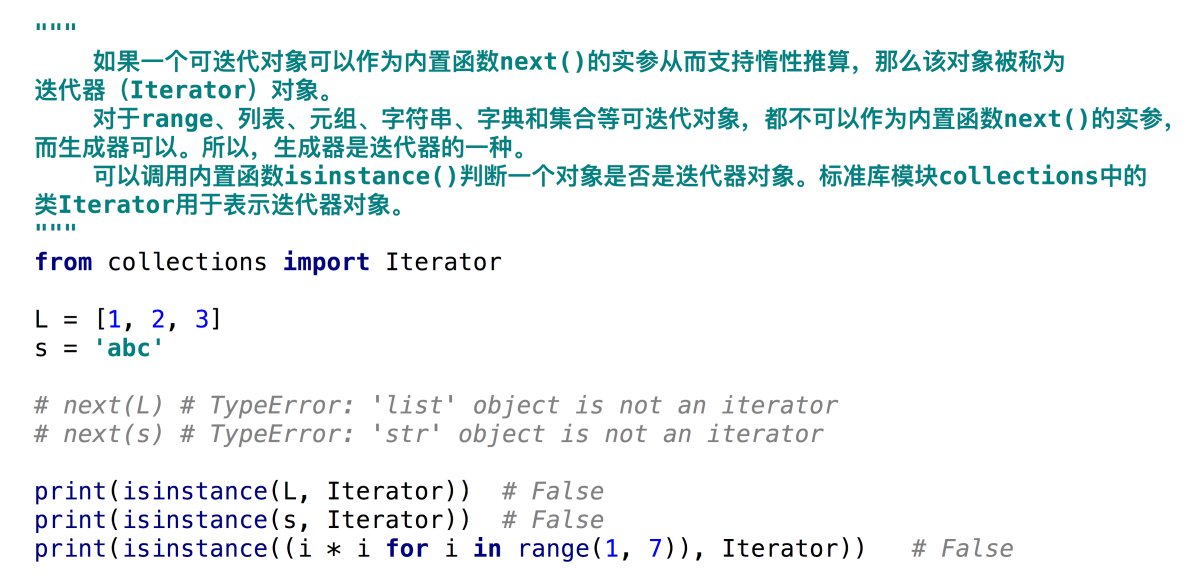 """
如果一个可迭代对象可以作为内置函数next()的实参从而支持惰性推算，那么该对象被称为
迭代器（Iterator）对象。
对于range、列表、元组、字符串、字典和集合等可迭代对象，都不可以作为内置函数next()的实参，
而生成器可以。所以，生成器是迭代器的一种。
可以调用内置函数isinstance()判断一个对象是否是迭代器对象。标准库模块collections中的
类Iterator用于表示迭代器对象。
"""
from collections import Iterator
L = [1, 2, 3]
s = 'abc'
# next(L) # TypeError: 'list' object is not an iterator
# next(s) # TypeError: 'str' object is not an iterator
print(isinstance(L, Iterator))  # False
print(isinstance(s, Iterator))  # False
print(isinstance((i * i for i in range(1, 7)), Iterator))   # False